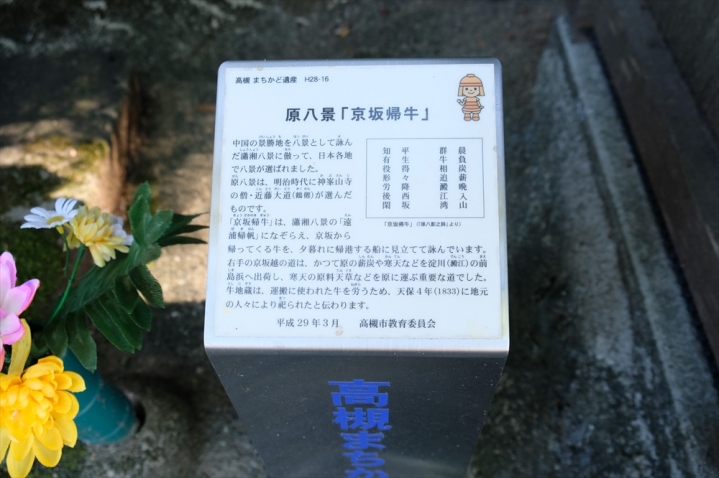 高槻 まちかど遺産　H28-16
原八景「京坂帰牛」
中国の景勝地を八景として詠ん
だ瀟湘八景に倣って、日本各地
で八景が選ばれました。
原八景は、明治時代に神峯山寺
の僧・近藤大道(鶴僲)が選んだ
ものです。
晨負炭薪晩入山
群牛相道澱江湾
平生得々降西坂
知有役形労後閑
「京坂帰牛」(『原八景之詩』より)
「京坂帰牛」は、瀟湘八景の「遠
浦帰帆」になぞらえ、京坂から
帰ってくる牛を、夕暮れに帰港する船に見立てて詠んでいます。
右手の京坂越の道は、かつて原の薪炭や寒天などを淀川(澱江)の前
島浜へ出荷し、寒天の原料天草などを原に運ぶ重要な道でした。
牛地蔵は、運搬に使われた牛を労うため、天保4年(1833)に地元
の人々により祀られたと伝わります。
平成29年3月　高槻市教育委員会
高槻まちか